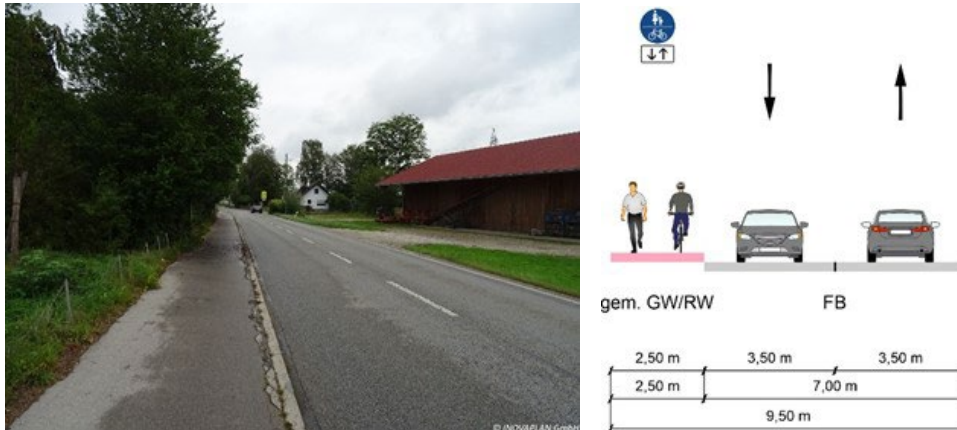 © INOVAPLAN GmbH
gem. GW/RW
FB
2,50 m
3,50 m
3,50 m
2,50 m
7,00 m
9,50 m